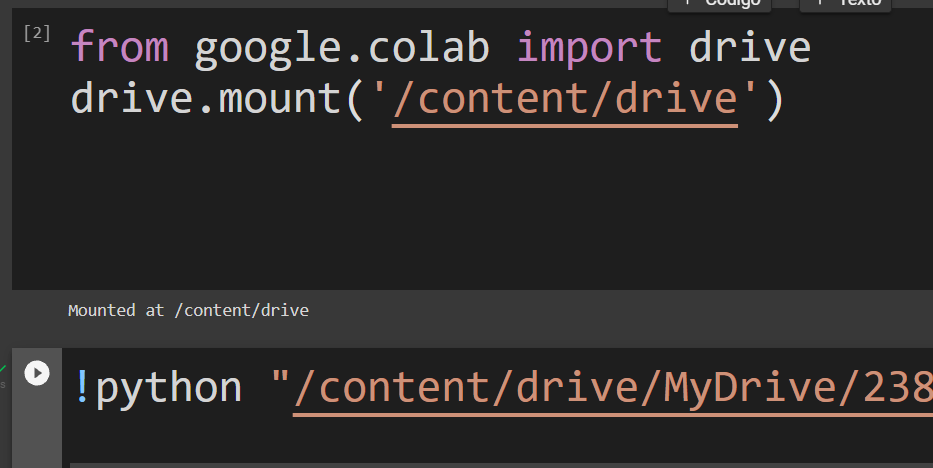 + Código + Texto
[2]
from google.colab import drive
drive.mount('/content/drive')
Mounted at /content/drive
!python "/content/drive/MyDrive/238